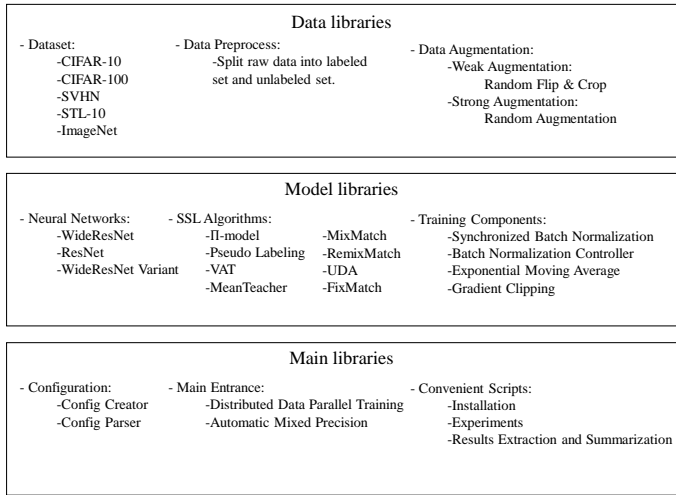 Data libraries
- Dataset:
-CIFAR-10
-CIFAR-100
-SVHN
-STL-10
-ImageNet
- Data Preprocess:
-Split raw data into labeled
set and unlabeled set.
- Data Augmentation:
-Weak Augmentation:
Random Flip & Crop
-Strong Augmentation:
Random Augmentation
Model libraries
- Neural Networks:
-WideResNet
-ResNet
-WideResNet Variant
- SSL Algorithms:
-Π-model
-Pseudo Labeling
-VAT
-MeanTeacher
-MixMatch
-RemixMatch
-UDA
-FixMatch
- Training Components:
-Synchronized Batch Normalization
-Batch Normalization Controller
-Exponential Moving Average
-Gradient Clipping
Main libraries
- Configuration:
-Config Creator
-Config Parser
- Main Entrance:
-Distributed Data Parallel Training
-Automatic Mixed Precision
- Convenient Scripts:
-Installation
-Experiments
-Results Extraction and Summarization